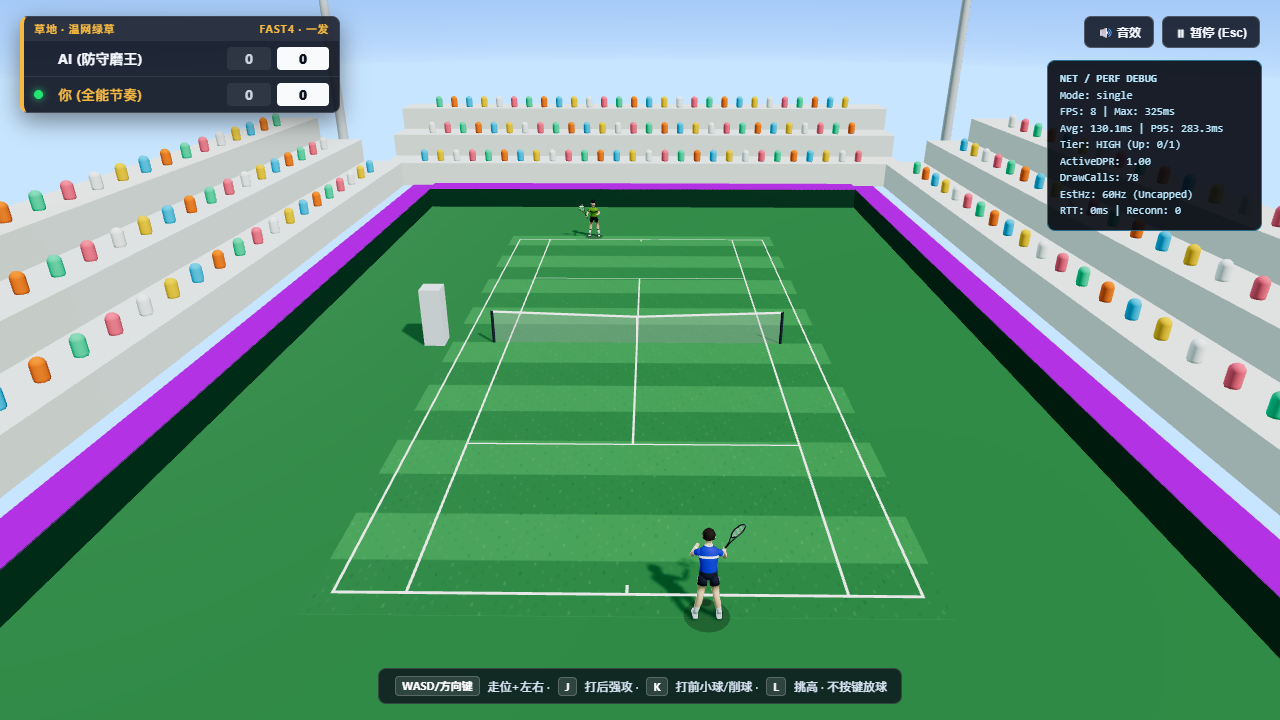 草地 · 温网绿草 FAST4 · 一发
AI (防守磨王) 0 0
你 (全能节奏) 0 0
音效 暂停 (Esc)
NET / PERF DEBUG
Mode: single
FPS: 8 | Max: 325ms
Avg: 130.1ms | P95: 283.3ms
Tier: HIGH (Up: 0/1)
ActiveDPR: 1.00
DrawCalls: 78
EstHz: 60Hz (Uncapped)
RTT: 0ms | Reconn: 0
WASD/方向键 走位+左右 · J 打后强攻 · K 打前小球/削球 · L 挑高 · 不按键放球